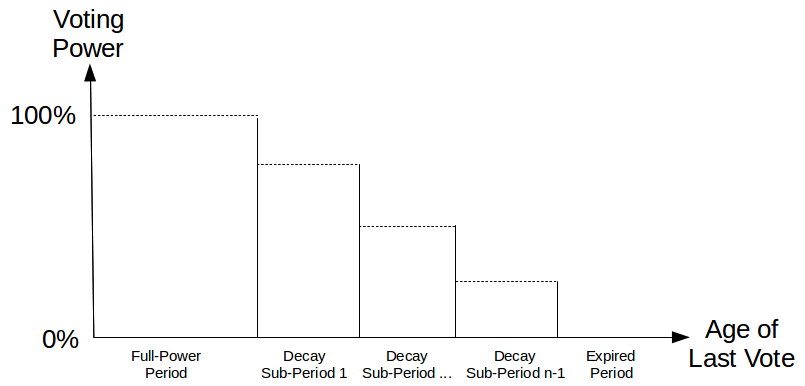 Voting
Power
100%
0%
Full-Power
Period
Decay
Sub-Period 1
Decay
Sub-Period ...
Decay
Sub-Period n-1
Expired
Period
Age of
Last Vote